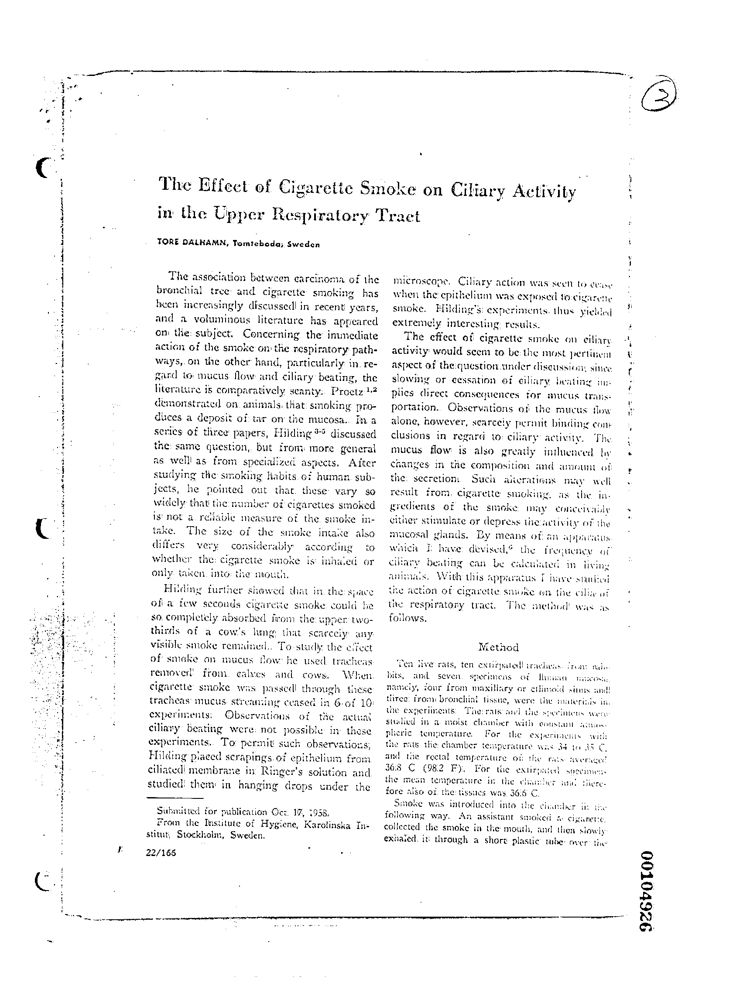 3
The Effect of Cigarette Smoke on Ciliary Activity
in the Upper Respiratory Tract
TORE DALHAMN, Tomteboda, Sweden
The association between carcinoma of the
bronchial tree and cigarette smoking has
been increasingly discussed in recent years,
and a voluminous literature has appeared
on the subject. Concerning the immediate
action of the smoke on the respiratory path-
ways, on the other hand, particularly in re-
gard to mucus flow and ciliary beating, the
literature is comparatively scanty. Proetz 1,2
demonstrated on animals that smoking pro-
duces a deposit of tar on the mucosa. In a
series of three papers, Hilding 3-5 discussed
the same question, but from more general
as well as from specialized aspects. After
studying the smoking habits of human sub-
jects, he pointed out that these vary so
widely that the number of cigarettes smoked
is not a reliable measure of the smoke in-
take. The size of the smoke intake also
differs very considerably according to
whether the cigarette smoke is inhaled or
only taken into the mouth.
Hilding further showed that in the space
of a few seconds cigarette smoke could be
so completely absorbed from the upper two-
thirds of a cow's lung that scarcely any
visible smoke remained. To study the effect
of smoke on mucus flow he used tracheas
removed from calves and cows. When
cigarette smoke was passed through these
tracheas mucus streaming ceased in 6 of 10
experiments. Observations of the actual
ciliary beating were not possible in these
experiments. To permit such observations,
Hilding placed scrapings of epithelium from
ciliated membrane in Ringer's solution and
studied them in hanging drops under the
Submitted for publication Oct. 17, 1958.
From the Institute of Hygiene, Karolinska In-
stitut, Stockholm, Sweden.
22/166
microscope. Ciliary action was seen to cease
when the epithelium was exposed to cigarette
smoke. Hilding's experiments thus yielded
extremely interesting results.
The effect of cigarette smoke on ciliary
activity would seem to be the most pertinent
aspect of the question under discussion, since
slowing or cessation of ciliary beating im-
plies direct consequences for mucus trans-
portation. Observations of the mucus flow
alone, however, scarcely permit binding con-
clusions in regard to ciliary activity. The
mucus flow is also greatly influenced by
changes in the composition and amount of
the secretion. Such alterations may well
result from cigarette smoking, as the in-
gredients of the smoke may conceivably
either stimulate or depress the activity of the
mucosal glands. By means of an apparatus
which I have devised,6 the frequency of
ciliary beating can be calculated in living
animals. With this apparatus I have studied
the action of cigarette smoke on the cilia of
the respiratory tract. The method was as
follows.
Method
Ten live rats, ten extirpated tracheas from rab-
bits, and seven specimens of human mucosa,
namely, four from maxillary or ethmoid sinus and
three from bronchial tissue, were the materials in
the experiments. The rats and the specimens were
studied in a moist chamber with constant atmos-
pheric temperature. For the experiments with
the rats the chamber temperature was 34 to 35 C,
and the rectal temperature of the rats averaged
36.8 C (98.2 F). For the extirpated specimens
the mean temperature in the chamber and there-
fore also of the tissues was 36.6 C.
Smoke was introduced into the chamber in the
following way. An assistant smoked a cigarette,
collected the smoke in the mouth, and then slowly
exhaled it through a short plastic tube over the
00104926